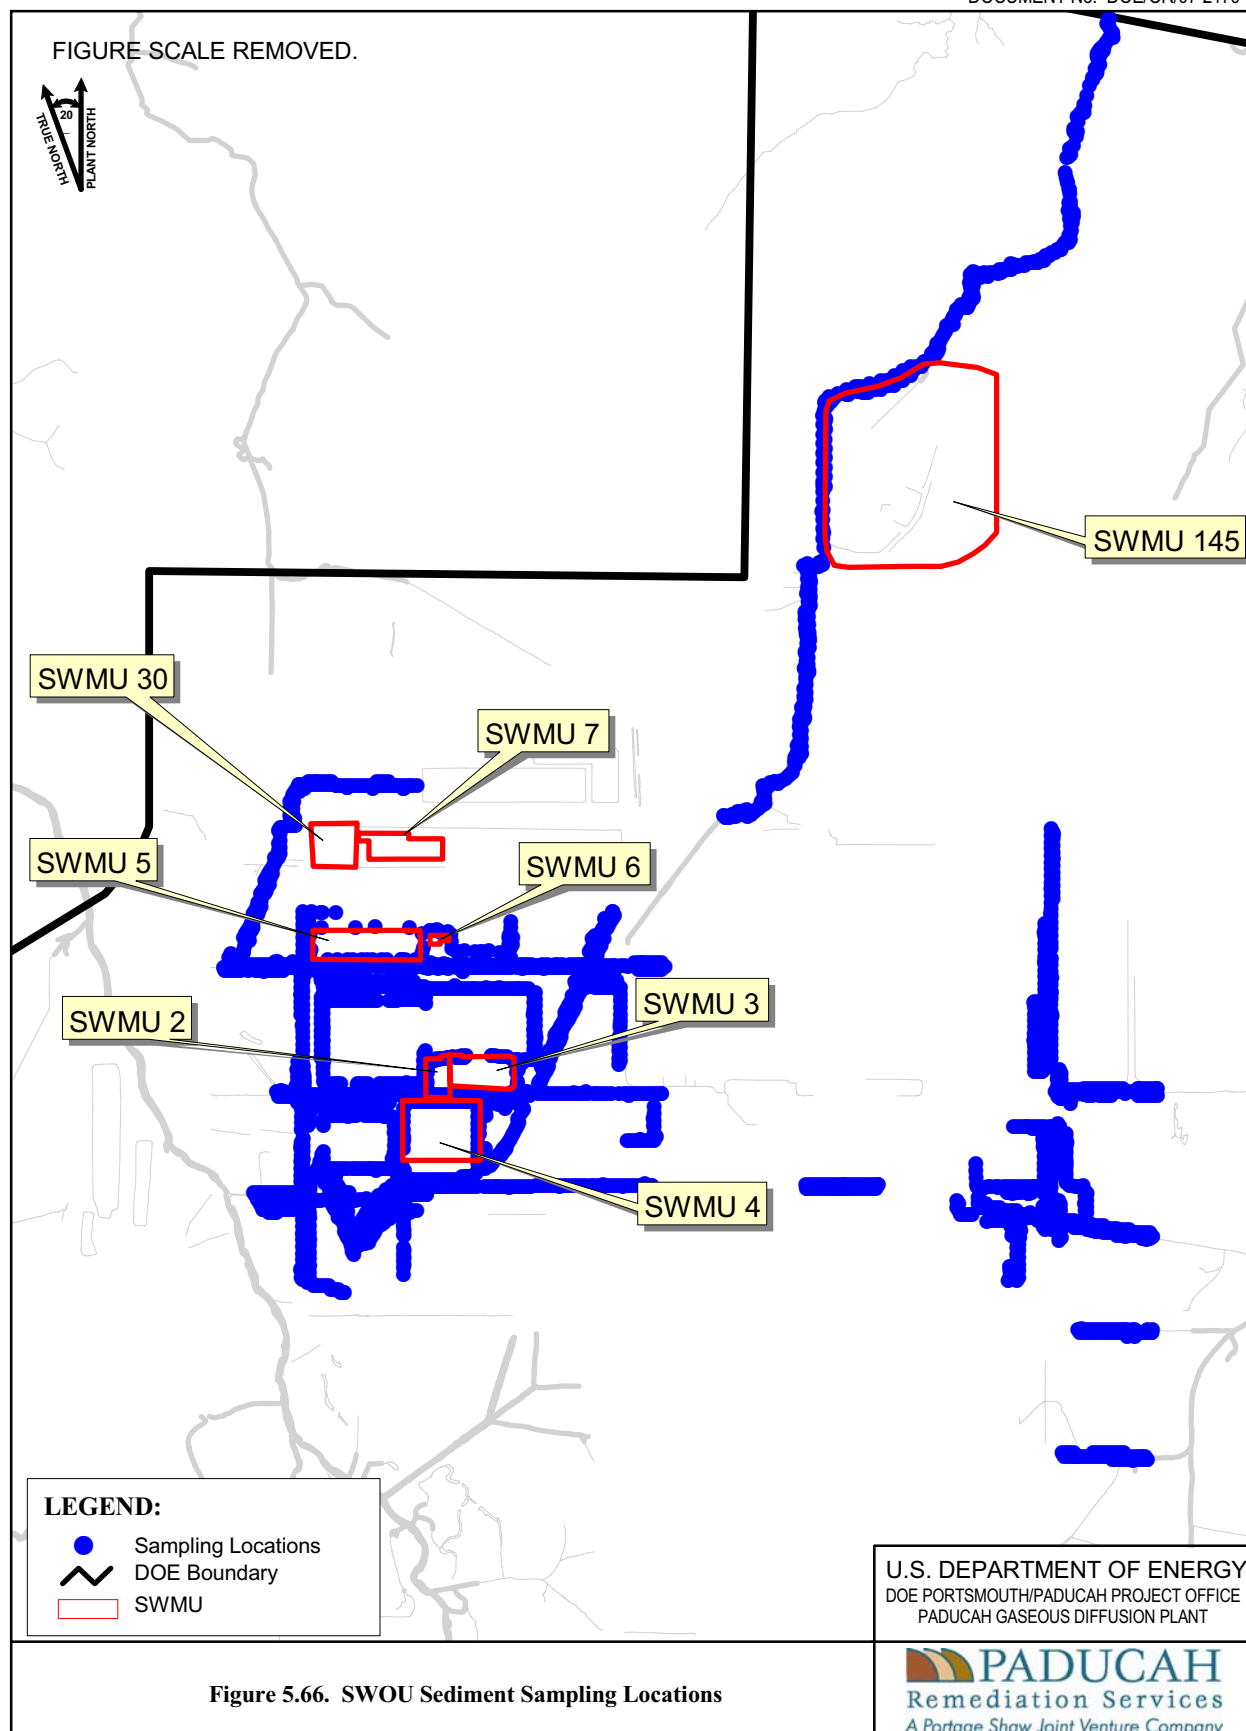 FIGURE SCALE REMOVED.
20
TRUE NORTH
PLANT NORTH
SWMU 145
SWMU 30
SWMU 7
SWMU 5
SWMU 6
SWMU 2
SWMU 3
SWMU 4
LEGEND:
Sampling Locations
DOE Boundary
SWMU
U.S. DEPARTMENT OF ENERGY
DOE PORTSMOUTH/PADUCAH PROJECT OFFICE
PADUCAH GASEOUS DIFFUSION PLANT
Figure 5.66. SWOU Sediment Sampling Locations
PADUCAH
Remediation Services
A Portage Shaw Joint Venture Company